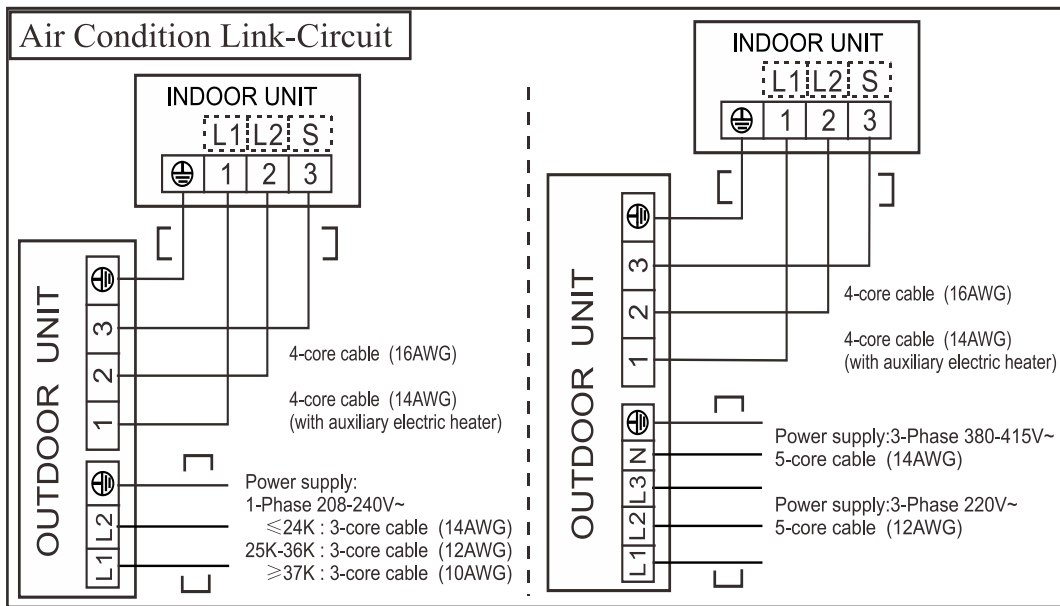 Air Condition Link-Circuit
INDOOR UNIT
L1 L2 S
1 2 3
OUTDOOR UNIT
3
2
1
L2
L1
4-core cable (16AWG)
4-core cable (14AWG)
(with auxiliary electric heater)
Power supply:
1-Phase 208-240V~
≤24K : 3-core cable (14AWG)
25K-36K : 3-core cable (12AWG)
≥37K : 3-core cable (10AWG)
INDOOR UNIT
L1 L2 S
1 2 3
OUTDOOR UNIT
3
2
1
N
L3
L2
L1
4-core cable (16AWG)
4-core cable (14AWG)
(with auxiliary electric heater)
Power supply:3-Phase 380-415V~
5-core cable (14AWG)
Power supply:3-Phase 220V~
5-core cable (12AWG)